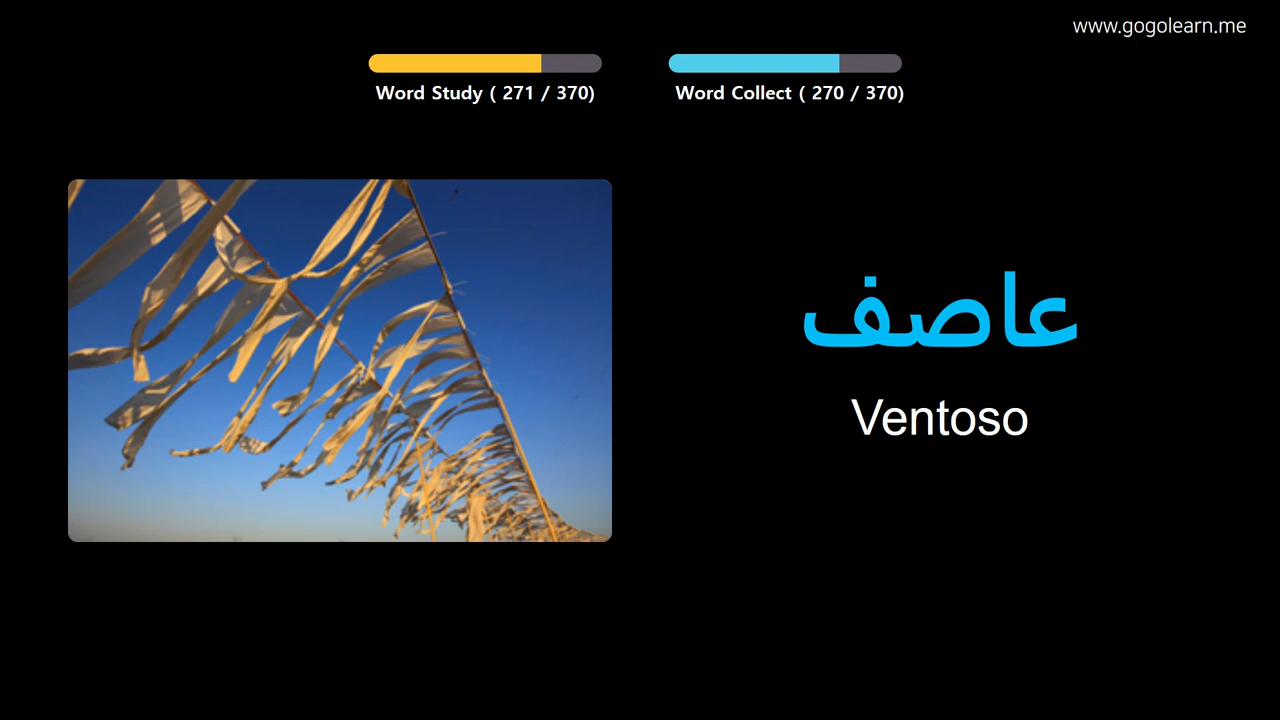 www.gogolearn.me
Word Study ( 271 / 370)
Word Collect ( 270 / 370)
عاصف
Ventoso